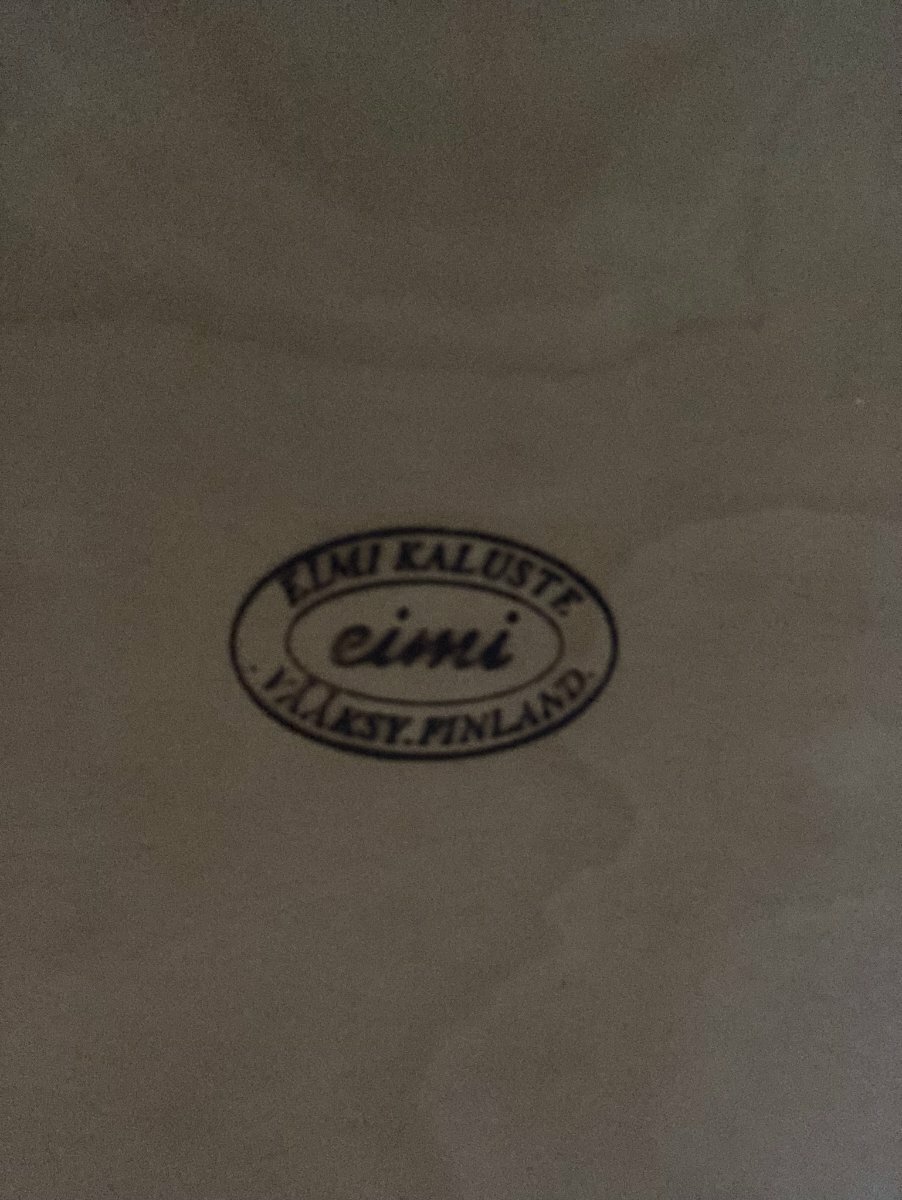 EIMI KALUSTE
eimi
. VÄÄKSY. FINLAND.